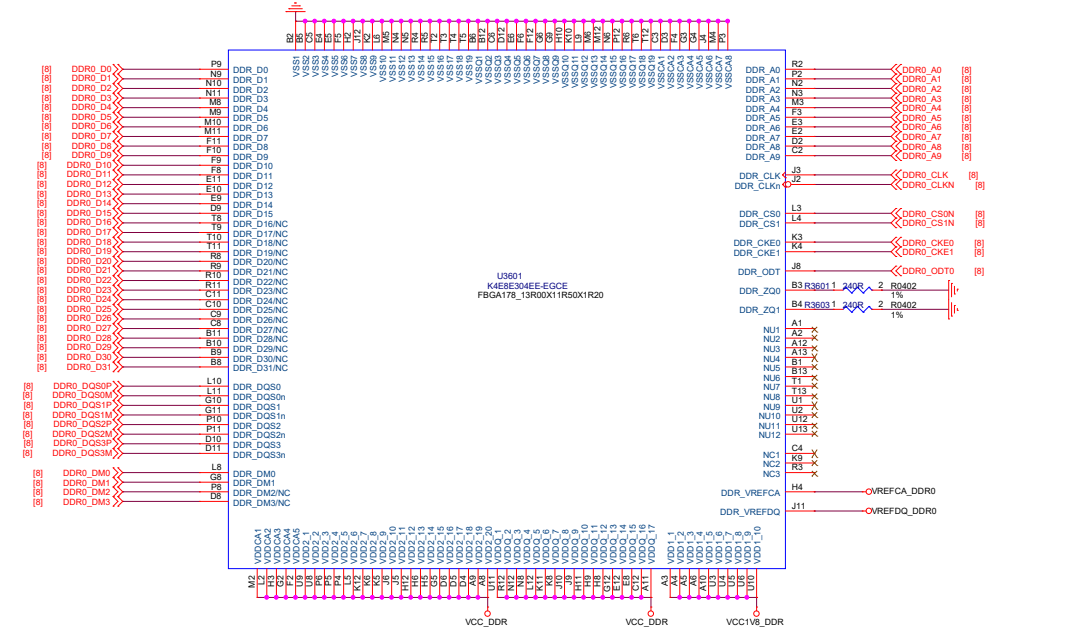 B2 B5 C5 E4 E5 F5 H2 J12 K2 L6 M5 N4 N5 R4 R5 T2 T3 T4 T5 B6 B12 C6 D12 E6 F6 F12 G6 G9 H10 K10 L9 M6 M12 N6 P12 R6 T6 T12 C3 D3 F4 G3 G4 J4 M4 P3
VSS1 VSS2 VSS3 VSS4 VSS5 VSS6 VSS7 VSS8 VSS9 VSS10 VSS11 VSS12 VSS13 VSS14 VSS15 VSS16 VSS17 VSS18 VSS19 VSSQ1 VSSQ2 VSSQ3 VSSQ4 VSSQ5 VSSQ6 VSSQ7 VSSQ8 VSSQ9 VSSQ10 VSSQ11 VSSQ12 VSSQ13 VSSQ14 VSSQ15 VSSQ16 VSSQ17 VSSQ18 VSSQ19 VSSCA1 VSSCA2 VSSCA3 VSSCA4 VSSCA5 VSSCA6 VSSCA7 VSSCA8
[8] DDR0_D0 P9 DDR_D0
[8] DDR0_D1 N9 DDR_D1
[8] DDR0_D2 N10 DDR_D2
[8] DDR0_D3 N11 DDR_D3
[8] DDR0_D4 M8 DDR_D4
[8] DDR0_D5 M9 DDR_D5
[8] DDR0_D6 M10 DDR_D6
[8] DDR0_D7 M11 DDR_D7
[8] DDR0_D8 F11 DDR_D8
[8] DDR0_D9 F10 DDR_D9
[8] DDR0_D10 F9 DDR_D10
[8] DDR0_D11 F8 DDR_D11
[8] DDR0_D12 E11 DDR_D12
[8] DDR0_D13 E10 DDR_D13
[8] DDR0_D14 E9 DDR_D14
[8] DDR0_D15 D9 DDR_D15
[8] DDR0_D16 T8 DDR_D16/NC
[8] DDR0_D17 T9 DDR_D17/NC
[8] DDR0_D18 T10 DDR_D18/NC
[8] DDR0_D19 T11 DDR_D19/NC
[8] DDR0_D20 R8 DDR_D20/NC
[8] DDR0_D21 R9 DDR_D21/NC
[8] DDR0_D22 R10 DDR_D22/NC
[8] DDR0_D23 R11 DDR_D23/NC
[8] DDR0_D24 C11 DDR_D24/NC
[8] DDR0_D25 C10 DDR_D25/NC
[8] DDR0_D26 C9 DDR_D26/NC
[8] DDR0_D27 C8 DDR_D27/NC
[8] DDR0_D28 B11 DDR_D28/NC
[8] DDR0_D29 B10 DDR_D29/NC
[8] DDR0_D30 B9 DDR_D30/NC
[8] DDR0_D31 B8 DDR_D31/NC
[8] DDR0_DQS0P L10 DDR_DQS0
[8] DDR0_DQS0M L11 DDR_DQS0n
[8] DDR0_DQS1P G10 DDR_DQS1
[8] DDR0_DQS1M G11 DDR_DQS1n
[8] DDR0_DQS2P P10 DDR_DQS2
[8] DDR0_DQS2M P11 DDR_DQS2n
[8] DDR0_DQS3P D10 DDR_DQS3
[8] DDR0_DQS3M D11 DDR_DQS3n
[8] DDR0_DM0 L8 DDR_DM0
[8] DDR0_DM1 G8 DDR_DM1
[8] DDR0_DM2 P8 DDR_DM2/NC
[8] DDR0_DM3 D8 DDR_DM3/NC
U3601
K4E8E304EE-EGCE
FBGA178_13R00X11R50X1R20
DDR_A0 R2 DDR0_A0 [8]
DDR_A1 P2 DDR0_A1 [8]
DDR_A2 N2 DDR0_A2 [8]
DDR_A3 N3 DDR0_A3 [8]
DDR_A4 M3 DDR0_A4 [8]
DDR_A5 F3 DDR0_A5 [8]
DDR_A6 E3 DDR0_A6 [8]
DDR_A7 E2 DDR0_A7 [8]
DDR_A8 D2 DDR0_A8 [8]
DDR_A9 C2 DDR0_A9 [8]
DDR_CLK J3 DDR0_CLK [8]
DDR_CLKn J2 DDR0_CLKN [8]
DDR_CS0 L3 DDR0_CS0N [8]
DDR_CS1 L4 DDR0_CS1N [8]
DDR_CKE0 K3 DDR0_CKE0 [8]
DDR_CKE1 K4 DDR0_CKE1 [8]
DDR_ODT J8 DDR0_ODT0 [8]
DDR_ZQ0 B3 R3601 1 240R 2 R0402
1%
DDR_ZQ1 B4 R3603 1 240R 2 R0402
1%
NU1 A1
NU2 A2
NU3 A12
NU4 A13
NU5 B1
NU6 B13
NU7 T1
NU8 T13
NU9 U1
NU10 U2
NU11 U12
NU12 U13
NC1 C4
NC2 K9
NC3 R3
DDR_VREFCA H4 VREFCA_DDR0
DDR_VREFDQ J11 VREFDQ_DDR0
VDDCA1 VDDCA2 VDDCA3 VDDCA4 VDDCA5 VDD2_1 VDD2_2 VDD2_3 VDD2_4 VDD2_5 VDD2_6 VDD2_7 VDD2_8 VDD2_9 VDD2_10 VDD2_11 VDD2_12 VDD2_13 VDD2_14 VDD2_15 VDD2_16 VDD2_17 VDD2_18 VDD2_19 VDD2_20 VDDQ_1 VDDQ_2 VDDQ_3 VDDQ_4 VDDQ_5 VDDQ_6 VDDQ_7 VDDQ_8 VDDQ_9 VDDQ_10 VDDQ_11 VDDQ_12 VDDQ_13 VDDQ_14 VDDQ_15 VDDQ_16 VDDQ_17 VDD1_1 VDD1_2 VDD1_3 VDD1_4 VDD1_5 VDD1_6 VDD1_7 VDD1_8 VDD1_9 VDD1_10
M2 L2 H3 G2 F2 U9 U8 P6 P5 P4 L5 K12 K6 K5 J6 J5 H12 H6 H5 G5 D6 D5 D4 A9 A8 U11 R12 N12 N8 L12 K11 K8 J10 J9 H11 H9 H8 G12 E12 E8 C12 A11 A3 A4 A5 A6 A10 U3 U4 U5 U6 U10
VCC_DDR VCC_DDR VCC1V8_DDR